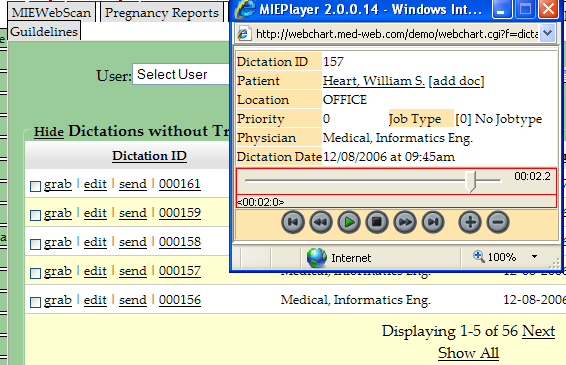 MIEWebScan Pregnancy Reports
Guildelines
User: Select User
Hide Dictations without Tr
Dictation ID
grab | edit | send | 000161
grab | edit | send | 000159
grab | edit | send | 000158
grab | edit | send | 000157 Medical, Informatics Eng. 12-08-2006
grab | edit | send | 000156 Medical, Informatics Eng. 12-08-2006
Displaying 1-5 of 56 Next
Show All
MIEPlayer 2.0.0.14 - Windows Int...
http://webchart.med-web.com/demo/webchart.cgi?f=dicta
Dictation ID 157
Patient Heart, William S. [add doc]
Location OFFICE
Priority 0 Job Type [0] No Jobtype
Physician Medical, Informatics Eng.
Dictation Date 12/08/2006 at 09:45am
00:02.2
<00:02:0>
Internet 100%